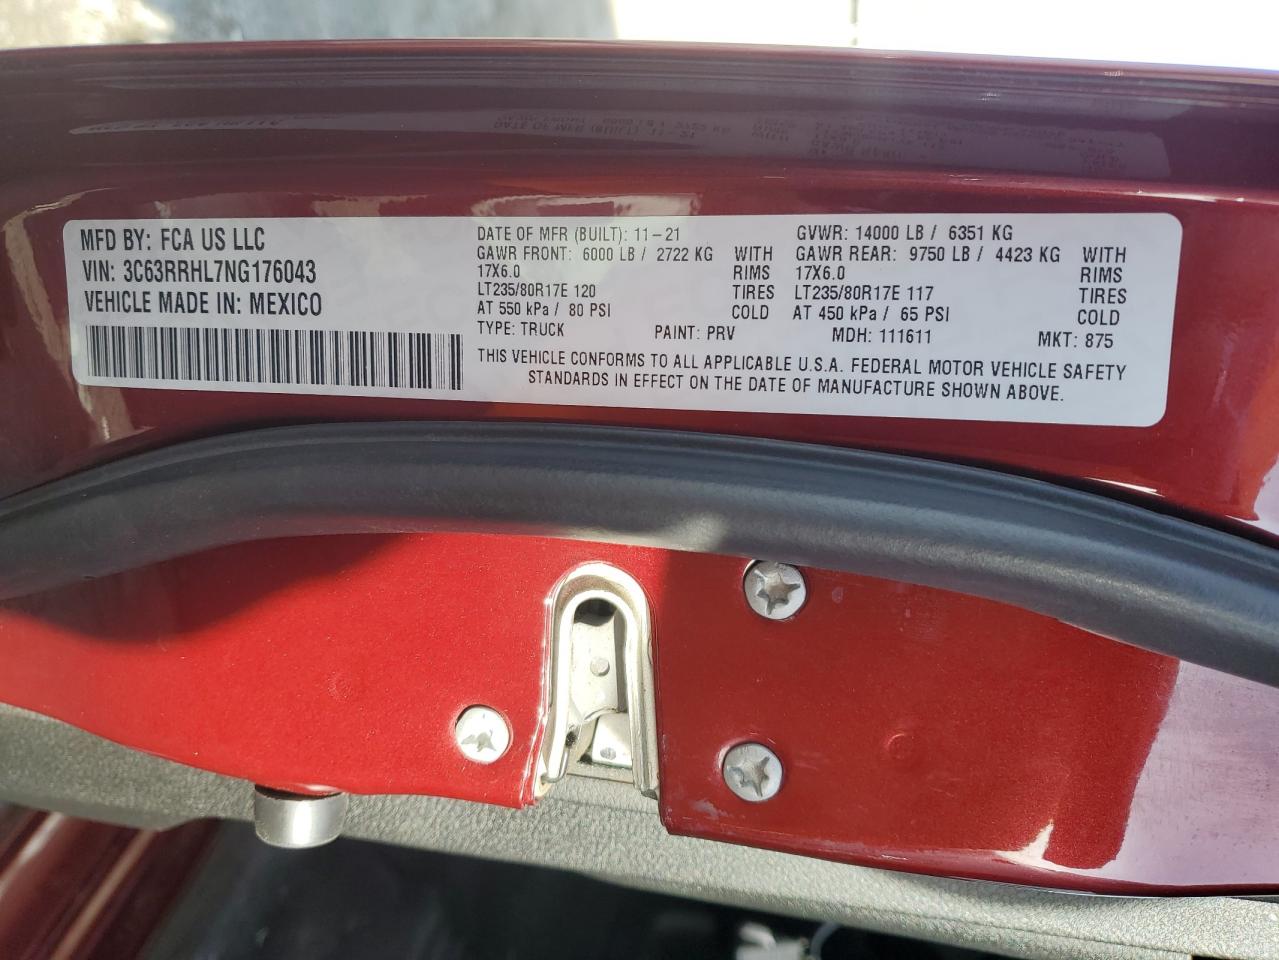 MFD BY: FCA US LLC
VIN: 3C63RRHL7NG176043
VEHICLE MADE IN: MEXICO
DATE OF MFR (BUILT): 11-21
GAWR FRONT: 6000 LB / 2722 KG WITH
17X6.0 RIMS
LT235/80R17E 120 TIRES
AT 550 kPa / 80 PSI COLD
TYPE: TRUCK PAINT: PRV
GVWR: 14000 LB / 6351 KG
GAWR REAR: 9750 LB / 4423 KG WITH
17X6.0 RIMS
LT235/80R17E 117 TIRES
AT 450 kPa / 65 PSI COLD
MDH: 111611 MKT: 875
THIS VEHICLE CONFORMS TO ALL APPLICABLE U.S.A. FEDERAL MOTOR VEHICLE SAFETY
STANDARDS IN EFFECT ON THE DATE OF MANUFACTURE SHOWN ABOVE.